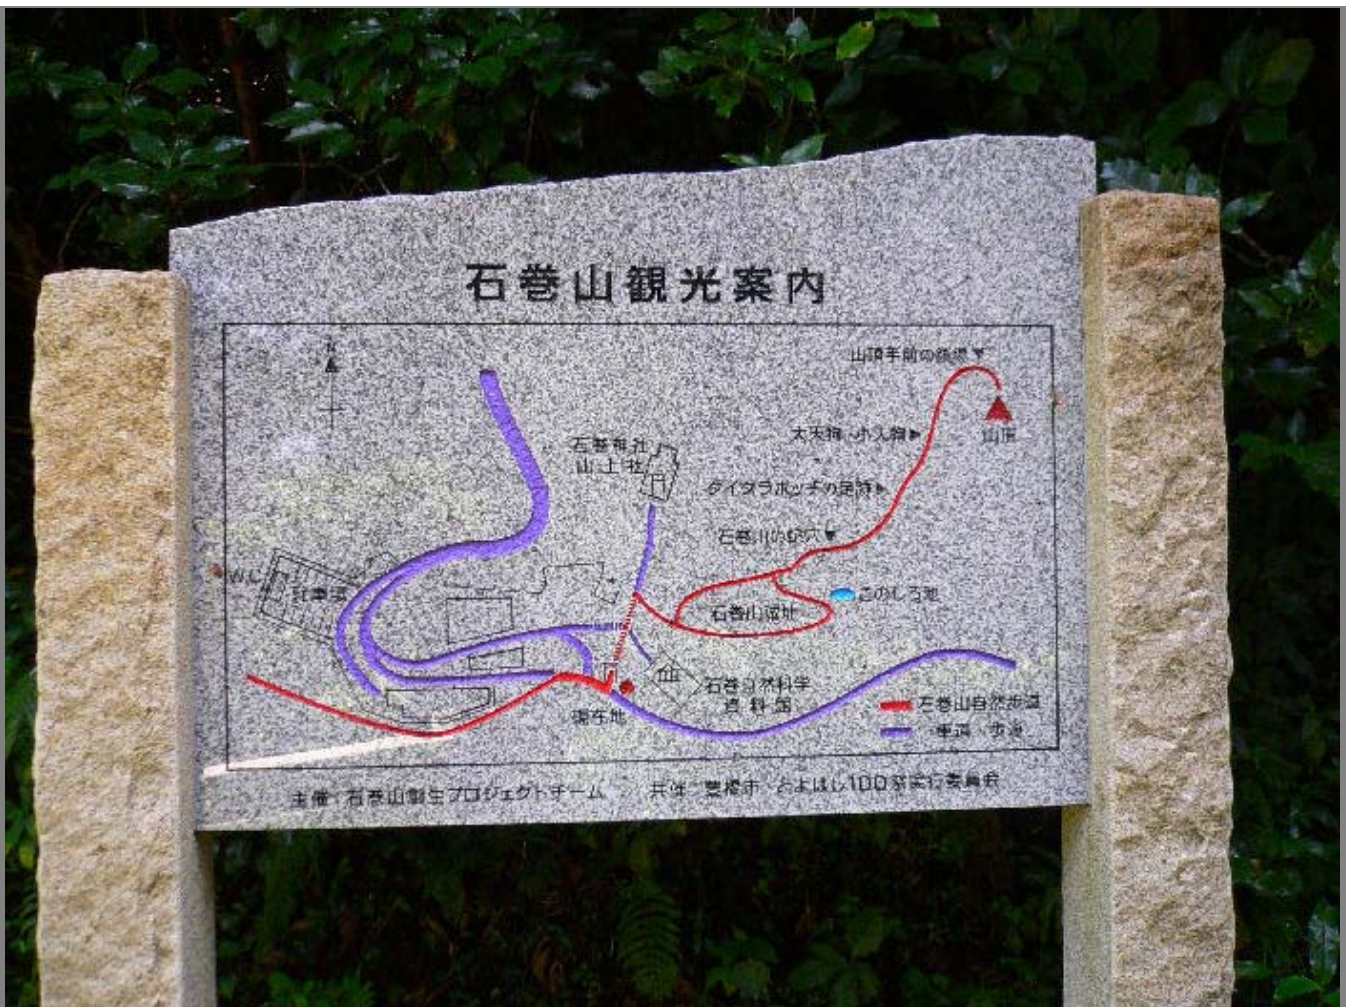 石巻山観光案内
N
山頂手前の鎖場▼
山頂
大天狗・小天狗▶
石巻神社
山上社
ダイダラボッチの足跡▶
石巻山の蛇穴▼
WC
駐車場
このしろ池
石巻山城址
石巻自然科学
資料館
現在地
石巻山自然歩道
車道・歩道
主催:石巻山創生プロジェクトチーム 共催 豊橋市 とよはし100祭実行委員会